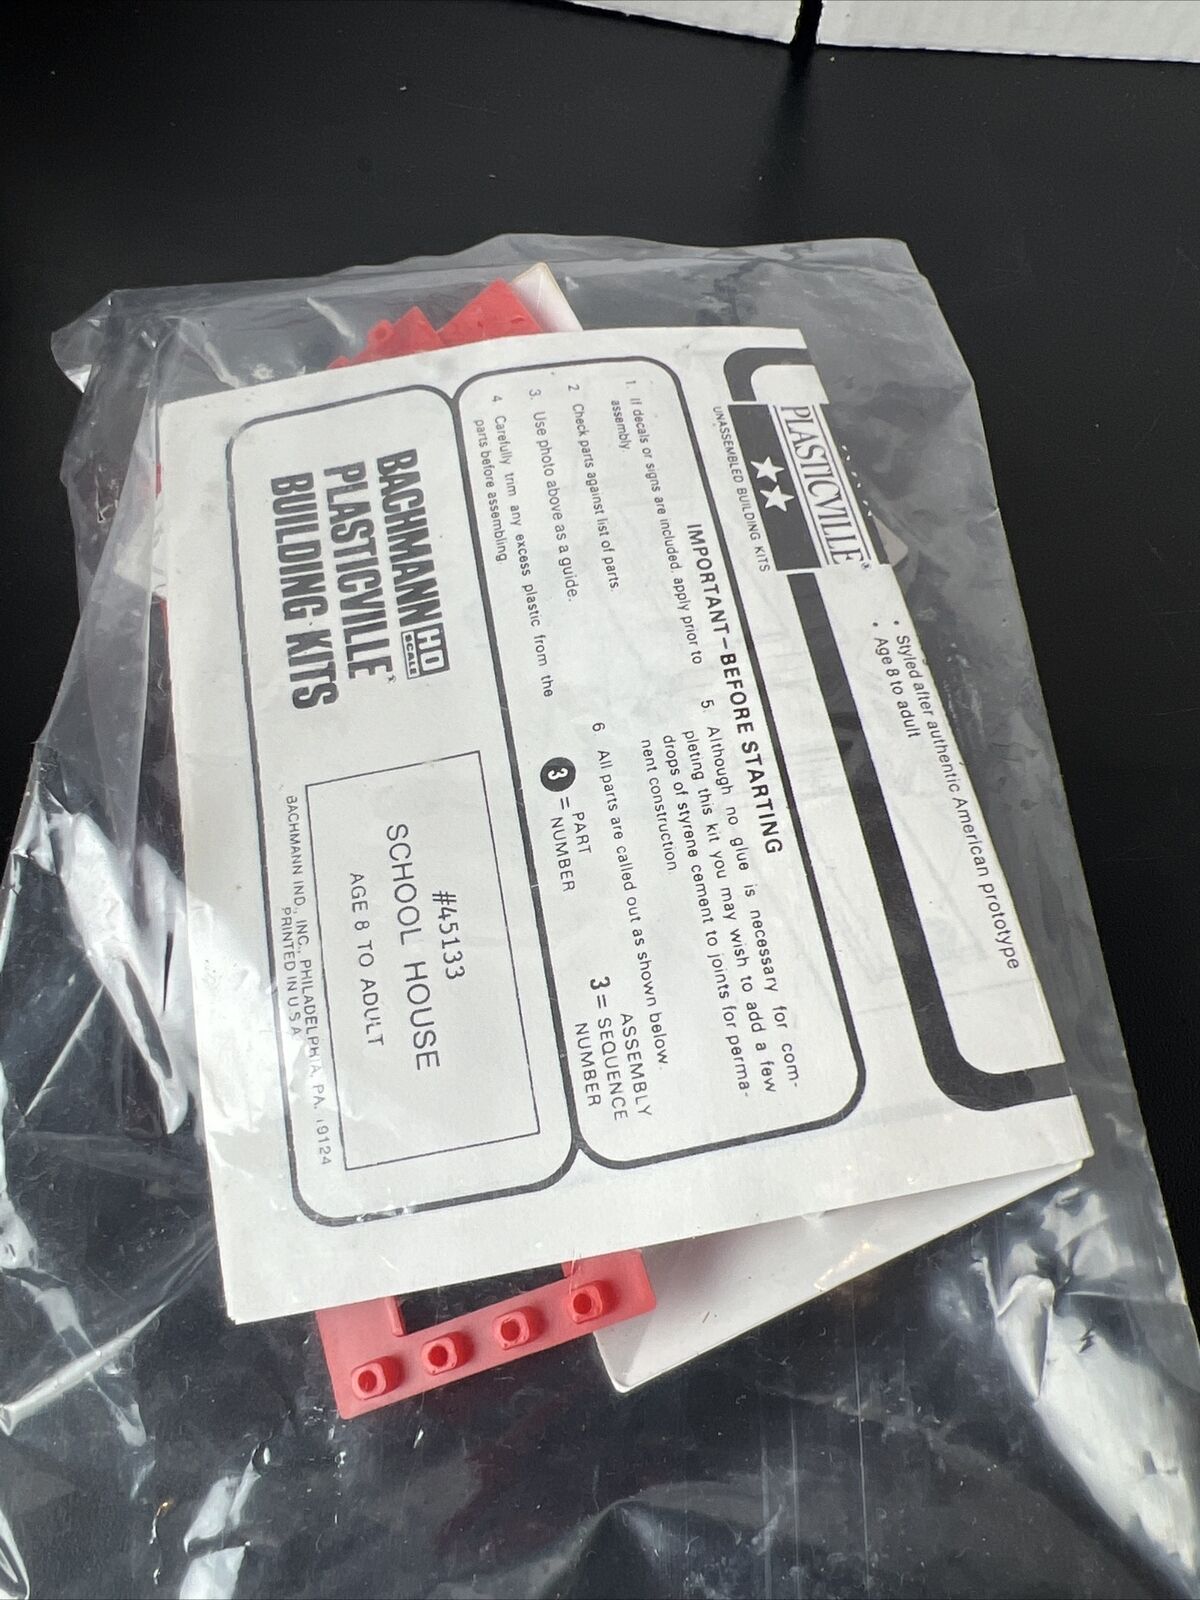 PLASTICVILLE®
UNASSEMBLED BUILDING KITS
• Styled after authentic American prototype
• Age 8 to adult
IMPORTANT—BEFORE STARTING
1. If decals or signs are included, apply prior to
assembly.
2 Check parts against list of parts.
3. Use photo above as a guide.
4 Carefully trim any excess plastic from the
parts before assembling.
5. Although no glue is necessary for com-
pleting this kit you may wish to add a few
drops of styrene cement to joints for perma-
nent construction.
6 All parts are called out as shown below.
3 = PART
NUMBER
3 = ASSEMBLY
SEQUENCE
NUMBER
BACHMANN HO
SCALE
PLASTICVILLE®
BUILDING KITS
#45133
SCHOOL HOUSE
AGE 8 TO ADULT
BACHMANN IND., INC., PHILADELPHIA, PA. 19124
PRINTED IN U S A